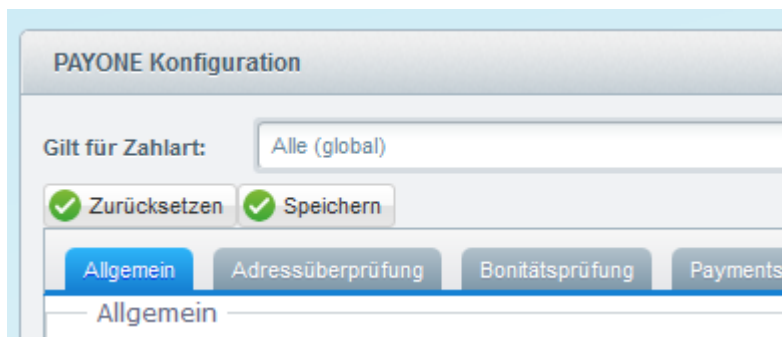 PAYONE Konfiguration
Gilt für Zahlart: Alle (global)
Zurücksetzen Speichern
Allgemein Adressüberprüfung Bonitätsprüfung Payments
Allgemein